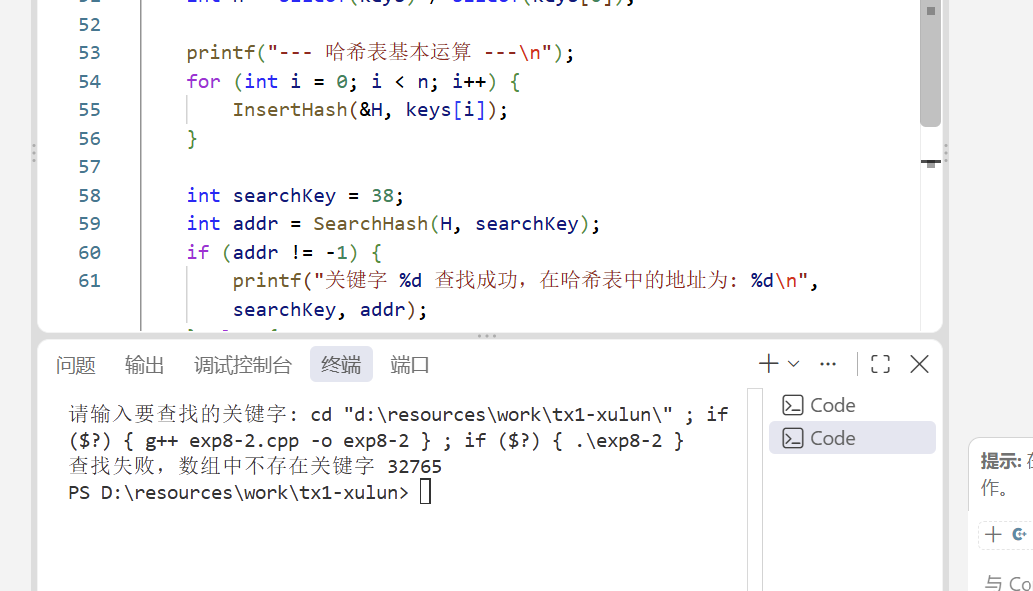 52
53 printf("--- 哈希表基本运算 ---\n");
54 for (int i = 0; i < n; i++) {
55 InsertHash(&H, keys[i]);
56 }
57
58 int searchKey = 38;
59 int addr = SearchHash(H, searchKey);
60 if (addr != -1) {
61 printf("关键字 %d 查找成功，在哈希表中的地址为: %d\n",
searchKey, addr);
问题 输出 调试控制台 终端 端口
请输入要查找的关键字: cd "d:\resources\work\tx1-xulun\" ; if
($?) { g++ exp8-2.cpp -o exp8-2 } ; if ($?) { .\exp8-2 }
查找失败，数组中不存在关键字 32765
PS D:\resources\work\tx1-xulun>
Code
Code
提示: 在
作。
与 Co